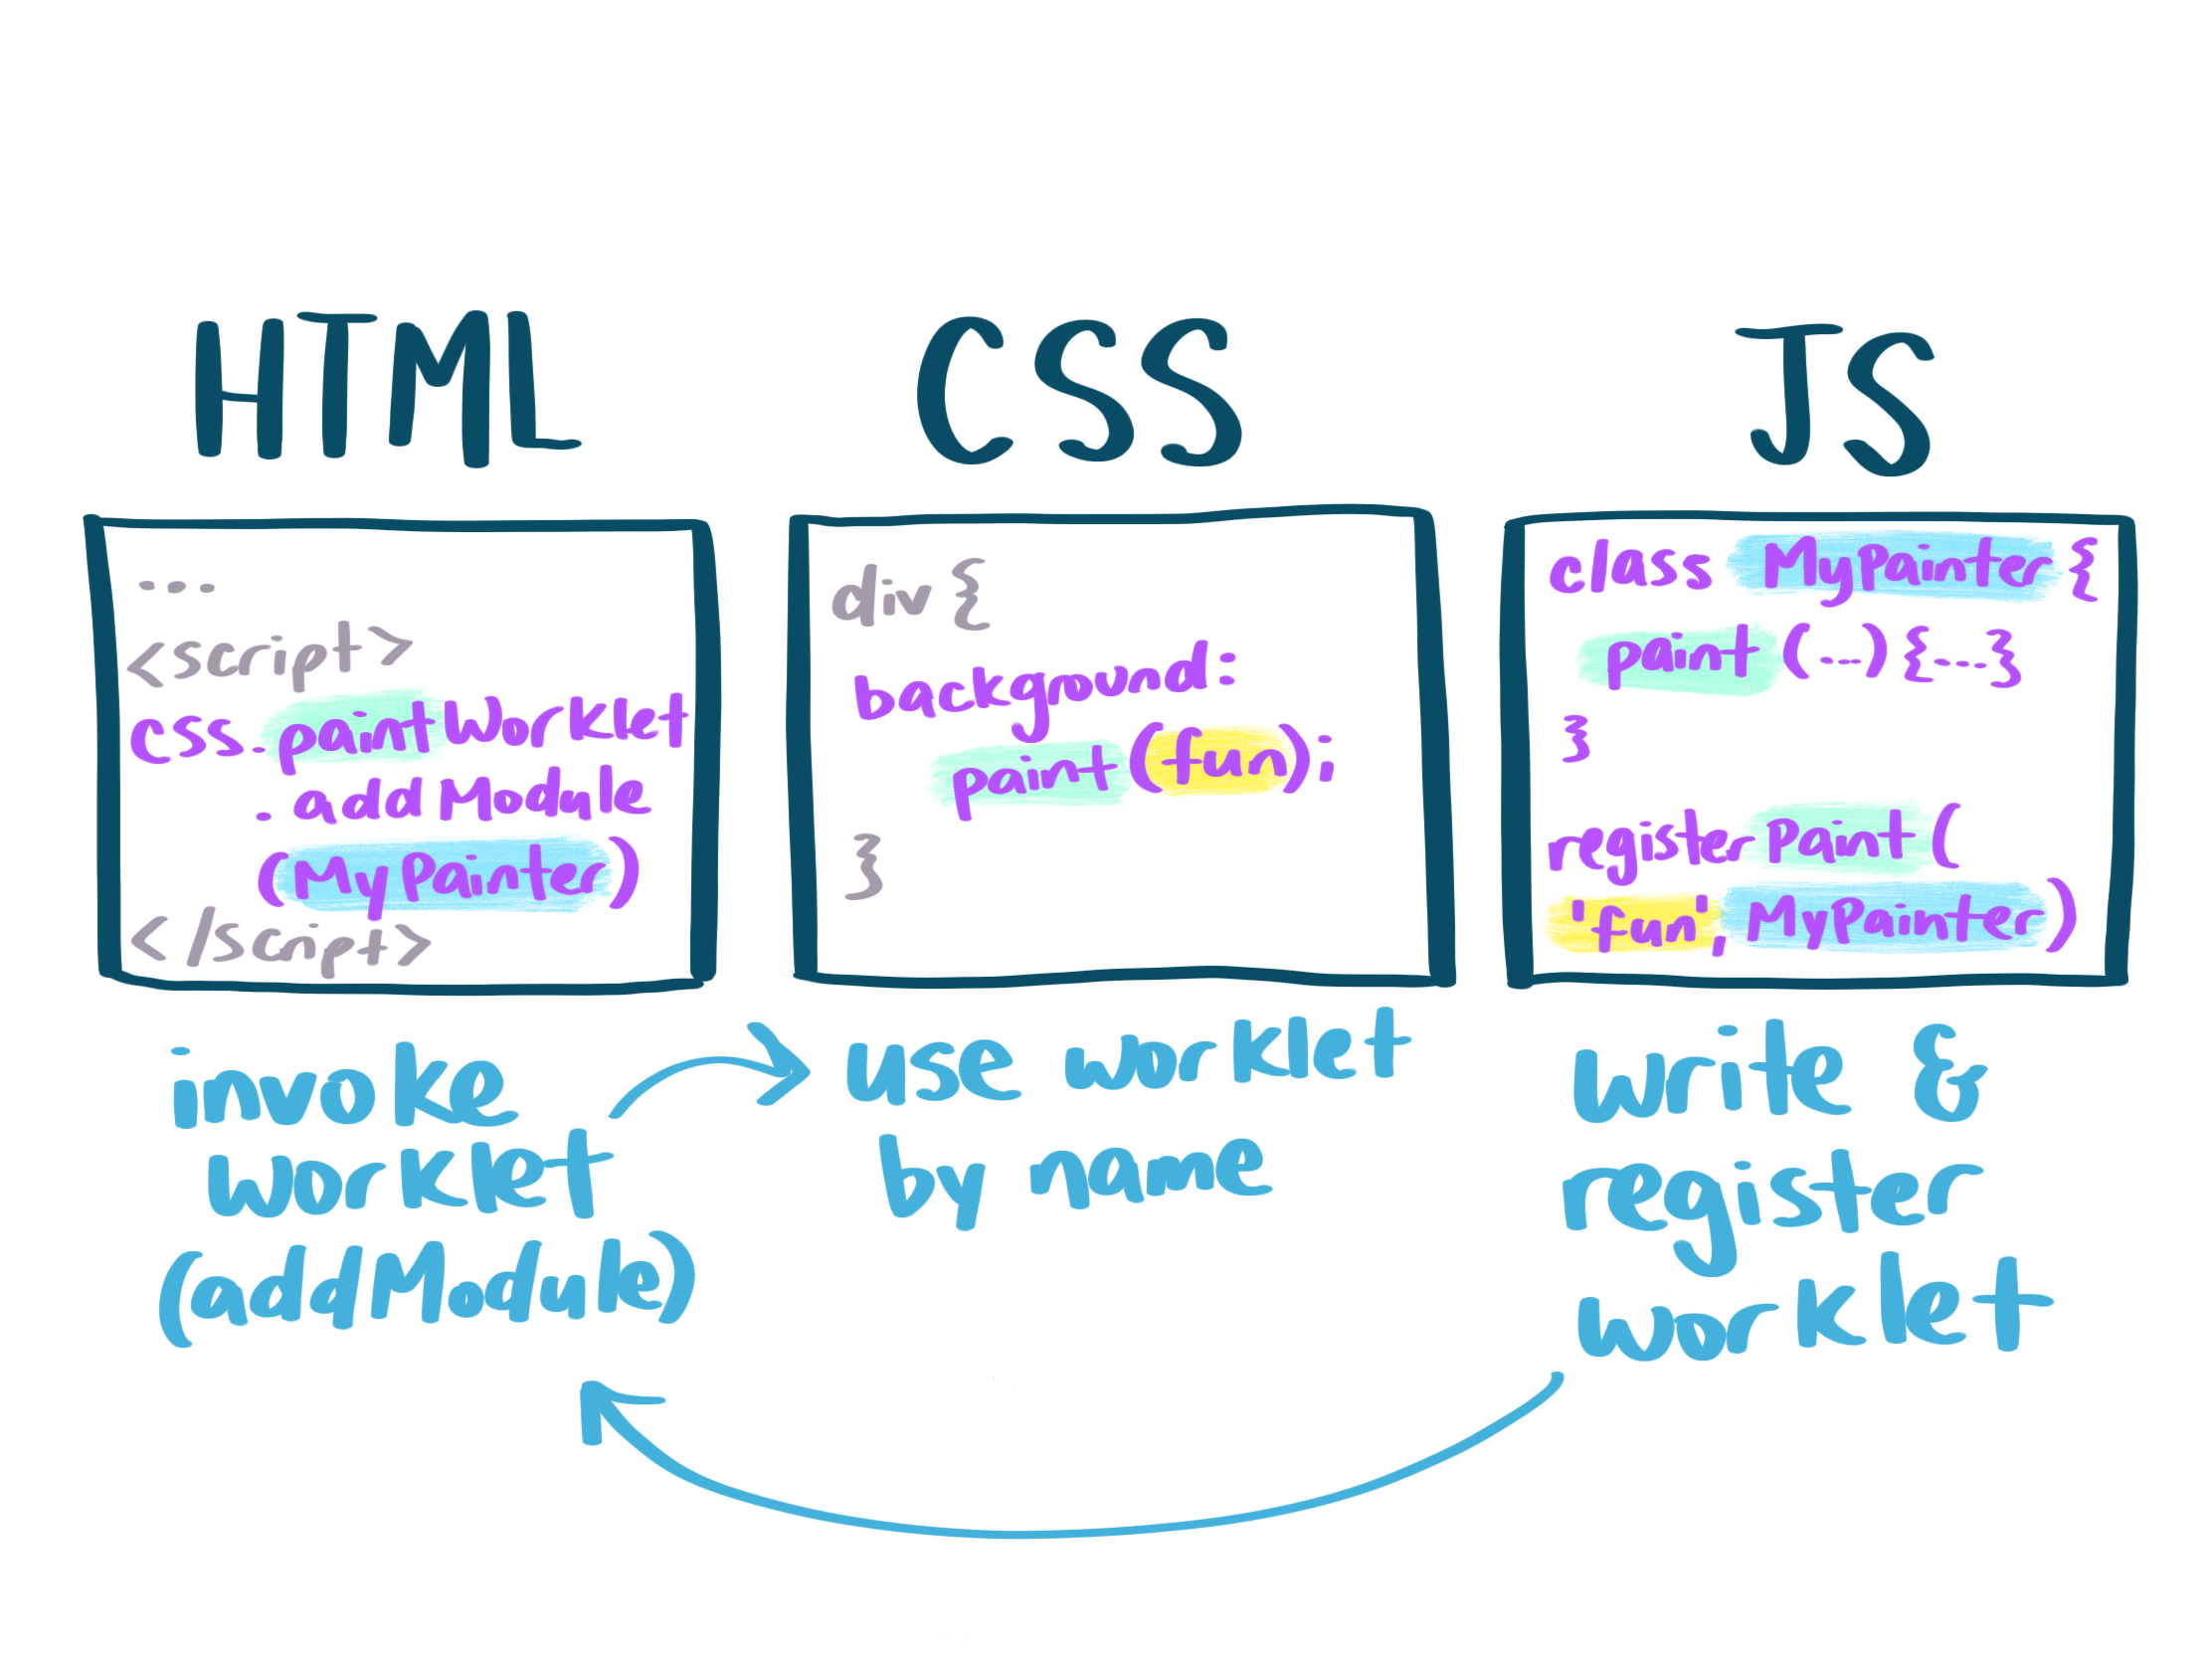 HTML
...
<script>
css.paintWorklet
.addModule
(MyPainter)
</script>
invoke
worklet
(addModule)
CSS
div{
background:
paint(fun);
}
use worklet
by name
JS
class MyPainter{
paint(...){...}
}
registerPaint(
'fun', MyPainter)
write &
register
worklet